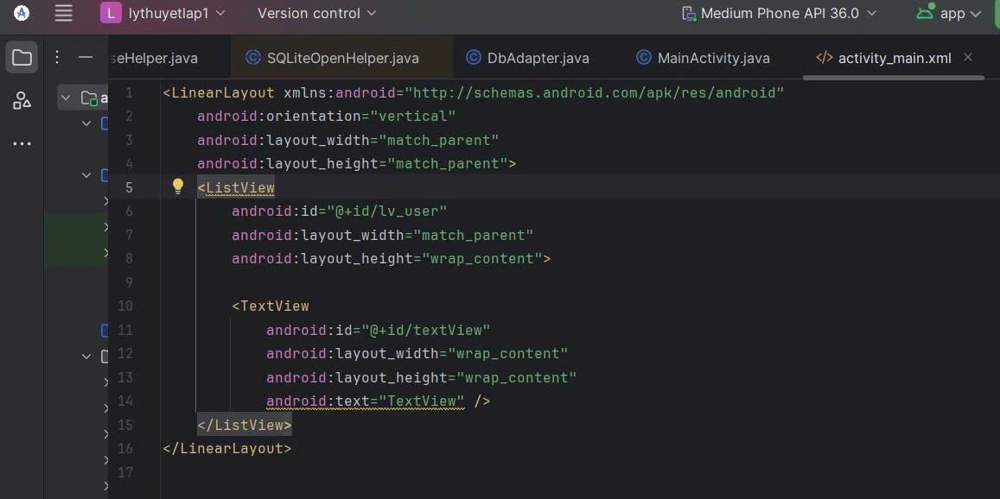 L lythuyetlap1 Version control Medium Phone API 36.0 app
seHelper.java SQLiteOpenHelper.java DbAdapter.java MainActivity.java activity_main.xml
a
1 <LinearLayout xmlns:android="http://schemas.android.com/apk/res/android"
2 android:orientation="vertical"
3 android:layout_width="match_parent"
4 android:layout_height="match_parent">
5 <ListView
6 android:id="@+id/lv_user"
7 android:layout_width="match_parent"
8 android:layout_height="wrap_content">
9
10 <TextView
11 android:id="@+id/textView"
12 android:layout_width="wrap_content"
13 android:layout_height="wrap_content"
14 android:text="TextView" />
15 </ListView>
16 </LinearLayout>
17